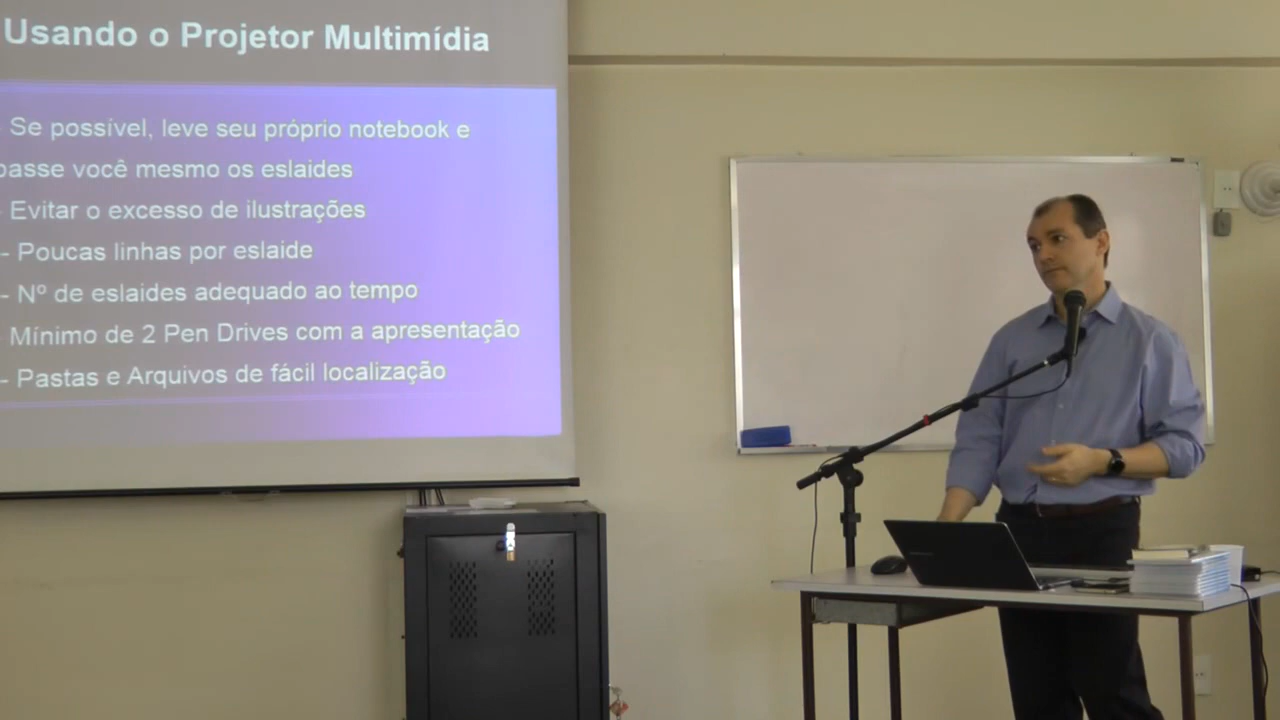 Usando o Projetor Multimídia
- Se possível, leve seu próprio notebook e
passe você mesmo os eslaides
- Evitar o excesso de ilustrações
- Poucas linhas por eslaide
- Nº de eslaides adequado ao tempo
Mínimo de 2 Pen Drives com a apresentação
- Pastas e Arquivos de fácil localização